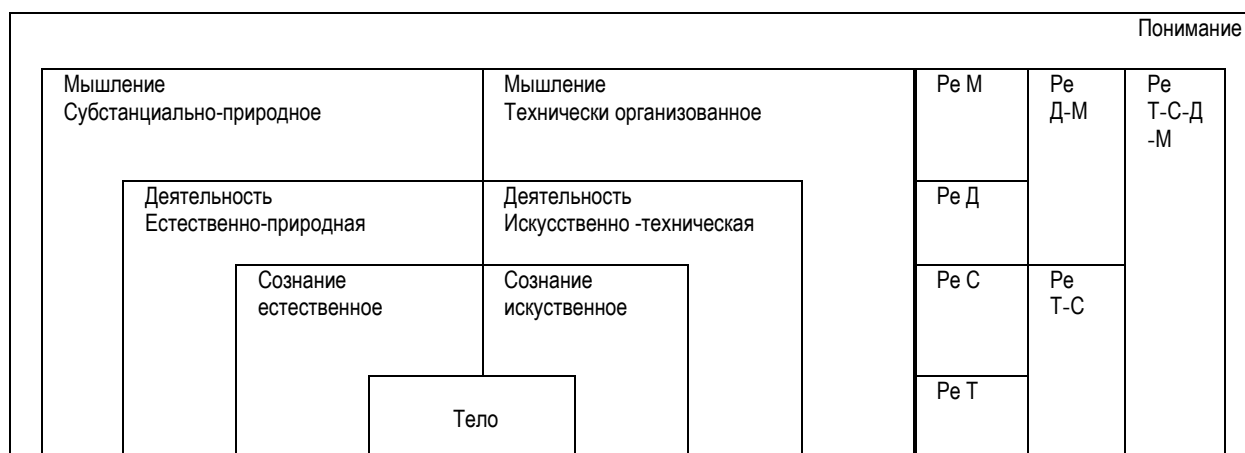 Понимание
Мышление
Субстанциально-природное
Мышление
Технически организованное
Ре М
Ре
Д-М
Ре
Т-С-Д
-М
Деятельность
Естественно-природная
Деятельность
Искусственно -техническая
Ре Д
Сознание
естественное
Сознание
искуственное
Ре С
Ре
Т-С
Тело
Ре Т